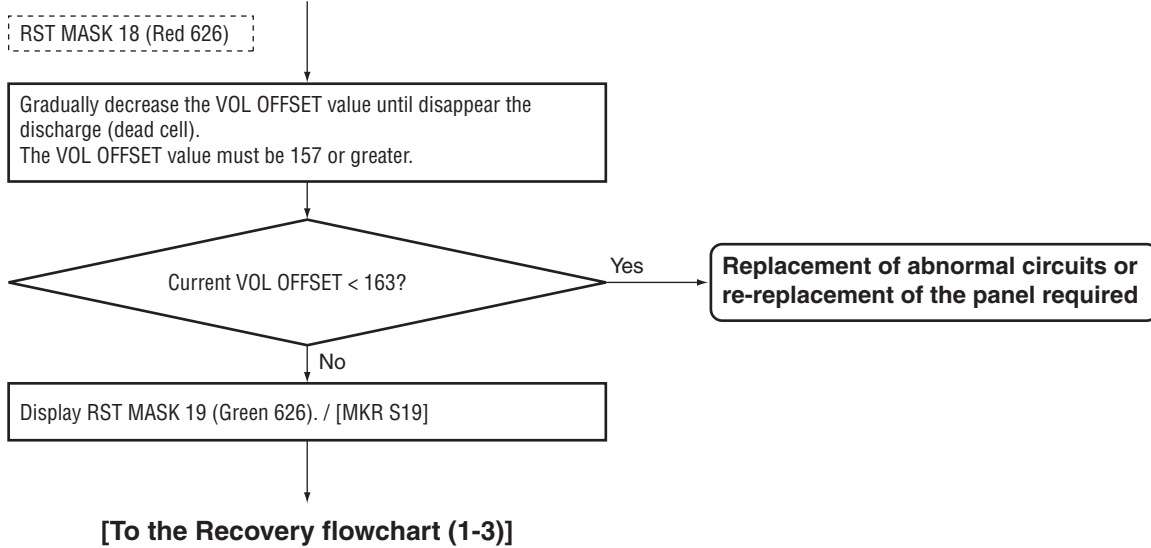 RST MASK 18 (Red 626)
Gradually decrease the VOL OFFSET value until disappear the
discharge (dead cell).
The VOL OFFSET value must be 157 or greater.
Current VOL OFFSET < 163?
Yes
Replacement of abnormal circuits or
re-replacement of the panel required
No
Display RST MASK 19 (Green 626). / [MKR S19]
[To the Recovery flowchart (1-3)]